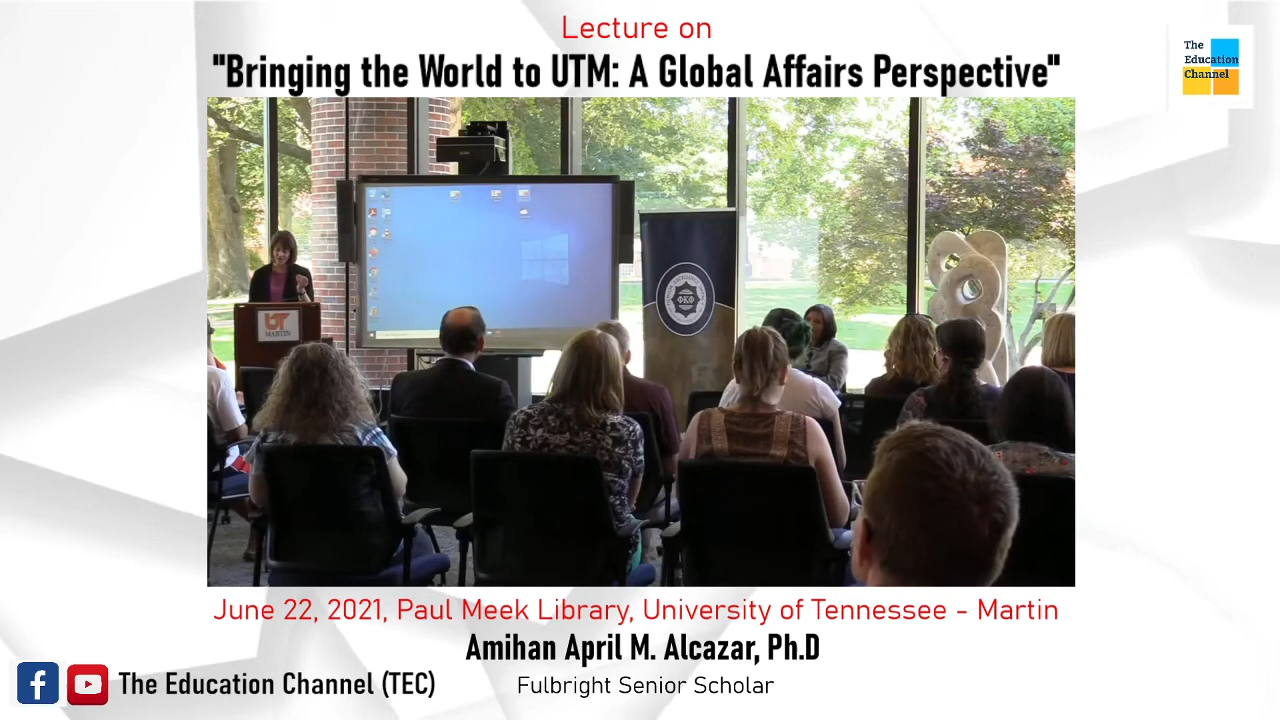 Lecture on
"Bringing the World to UTM: A Global Affairs Perspective"
The
Education
Channel
UT
MARTIN
ΦΚΦ
June 22, 2021, Paul Meek Library, University of Tennessee - Martin
Amihan April M. Alcazar, Ph.D
The Education Channel (TEC)
Fulbright Senior Scholar